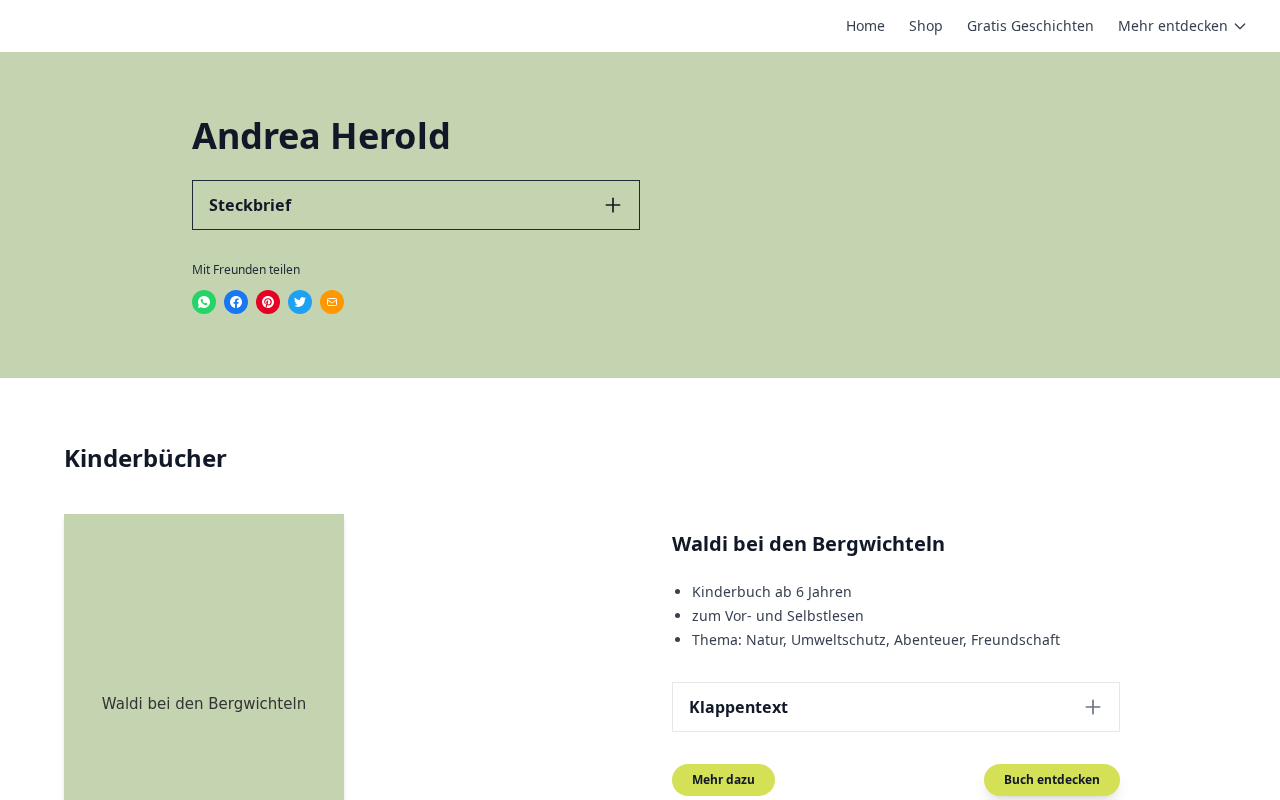 Home Shop Gratis Geschichten Mehr entdecken
Andrea Herold
Steckbrief
Mit Freunden teilen
Kinderbücher
Waldi bei den Bergwichteln
Waldi bei den Bergwichteln
Kinderbuch ab 6 Jahren
zum Vor- und Selbstlesen
Thema: Natur, Umweltschutz, Abenteuer, Freundschaft
Klappentext
Mehr dazu Buch entdecken